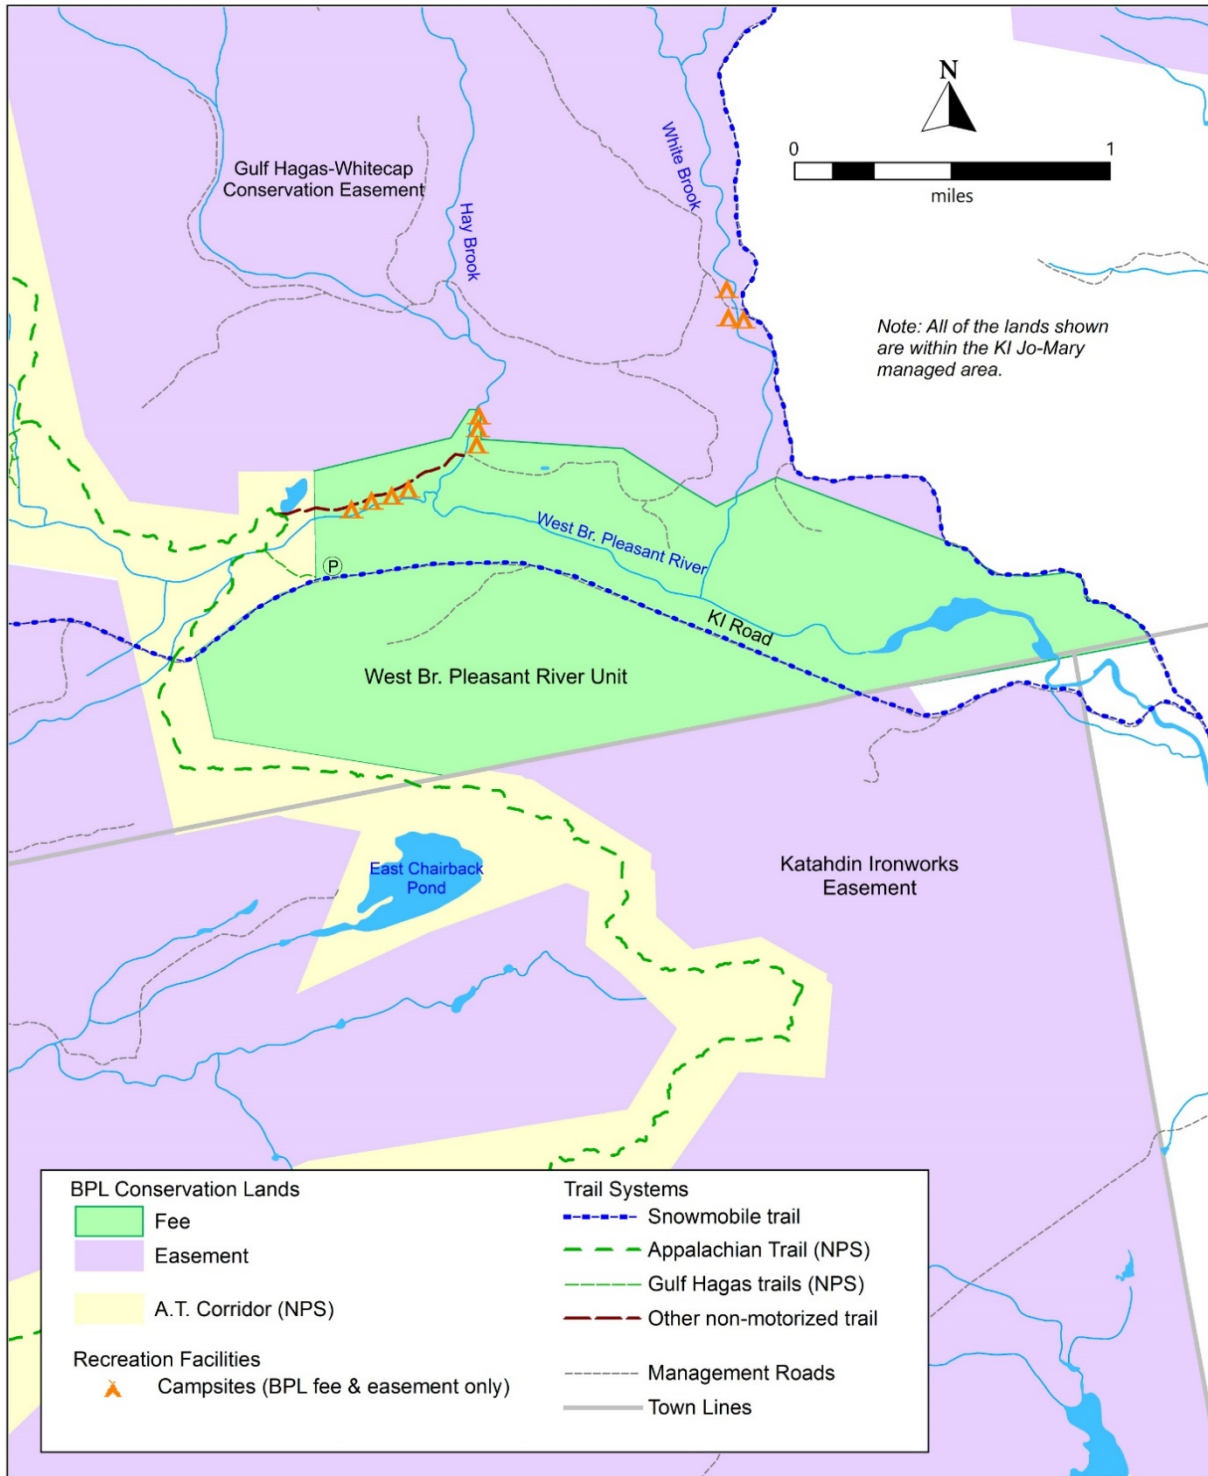 N
0 1
miles
White Brook
Gulf Hagas-Whitecap
Conservation Easement
Hay Brook
Note: All of the lands shown
are within the KI Jo-Mary
managed area.
West Br. Pleasant River
P
KI Road
West Br. Pleasant River Unit
East Chairback
Pond
Katahdin Ironworks
Easement
BPL Conservation Lands
Fee
Easement
A.T. Corridor (NPS)
Recreation Facilities
Campsites (BPL fee & easement only)
Trail Systems
Snowmobile trail
Appalachian Trail (NPS)
Gulf Hagas trails (NPS)
Other non-motorized trail
Management Roads
Town Lines